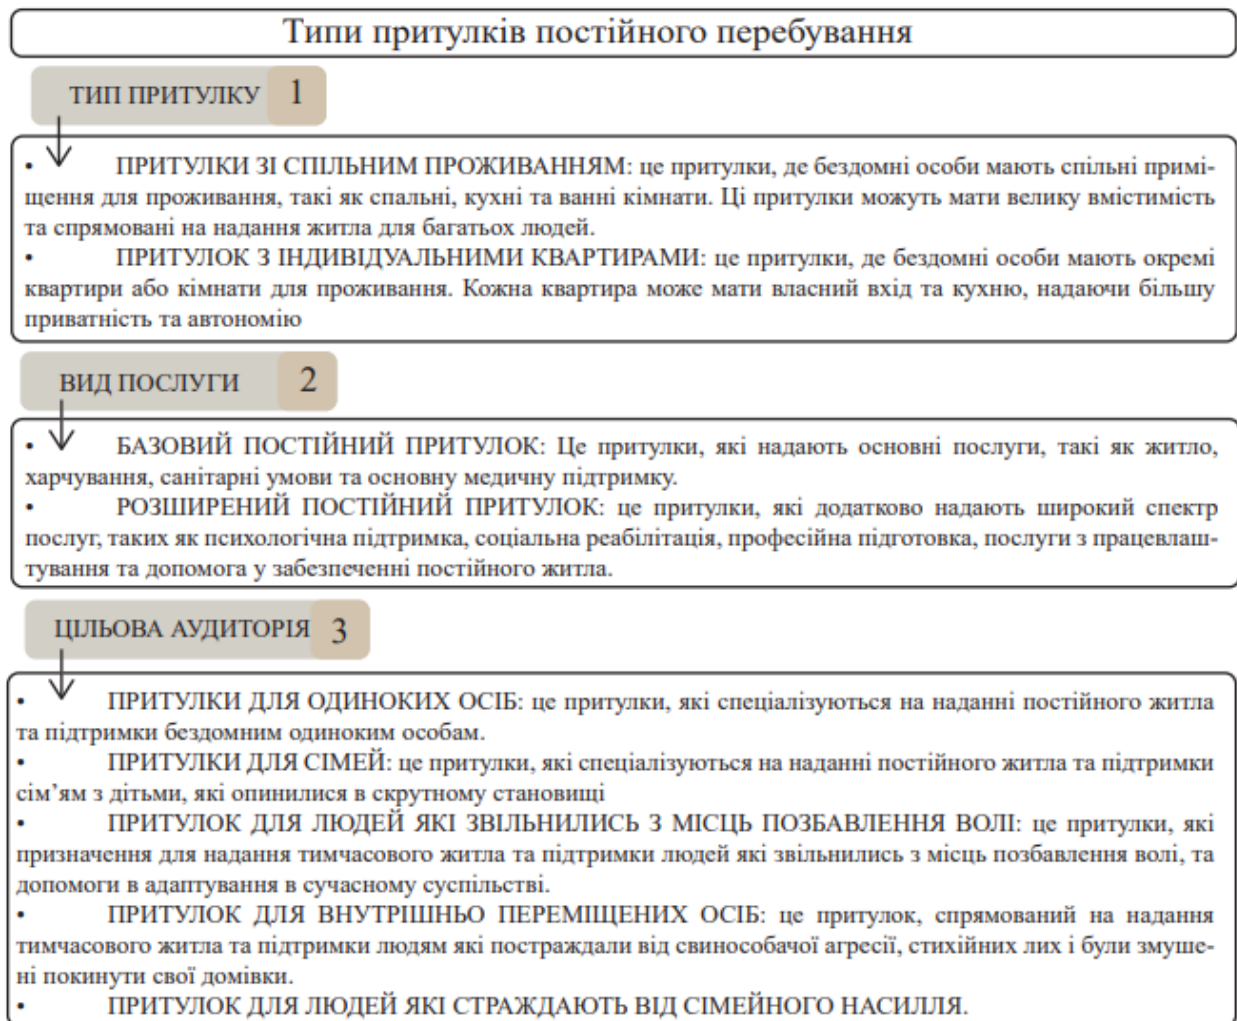 Типи притулків постійного перебування
ТИП ПРИТУЛКУ 1
• ПРИТУЛКИ ЗІ СПІЛЬНИМ ПРОЖИВАННЯМ: це притулки, де бездомні особи мають спільні примі-
щення для проживання, такі як спальні, кухні та ванні кімнати. Ці притулки можуть мати велику вмістимість
та спрямовані на надання житла для багатьох людей.
• ПРИТУЛОК З ІНДИВІДУАЛЬНИМИ КВАРТИРАМИ: це притулки, де бездомні особи мають окремі
квартири або кімнати для проживання. Кожна квартира може мати власний вхід та кухню, надаючи більшу
приватність та автономію
ВИД ПОСЛУГИ 2
• БАЗОВИЙ ПОСТІЙНИЙ ПРИТУЛОК: Це притулки, які надають основні послуги, такі як житло,
харчування, санітарні умови та основну медичну підтримку.
• РОЗШИРЕНИЙ ПОСТІЙНИЙ ПРИТУЛОК: це притулки, які додатково надають широкий спектр
послуг, таких як психологічна підтримка, соціальна реабілітація, професійна підготовка, послуги з працевлаш-
тування та допомога у забезпеченні постійного житла.
ЦІЛЬОВА АУДИТОРІЯ 3
• ПРИТУЛКИ ДЛЯ ОДИНОКИХ ОСІБ: це притулки, які спеціалізуються на наданні постійного житла
та підтримки бездомним одиноким особам.
• ПРИТУЛКИ ДЛЯ СІМЕЙ: це притулки, які спеціалізуються на наданні постійного житла та підтримки
сім’ям з дітьми, які опинилися в скрутному становищі
• ПРИТУЛОК ДЛЯ ЛЮДЕЙ ЯКІ ЗВІЛЬНИЛИСЬ З МІСЦЬ ПОЗБАВЛЕННЯ ВОЛІ: це притулки, які
призначення для надання тимчасового житла та підтримки людей які звільнились з місць позбавлення волі, та
допомоги в адаптування в сучасному суспільстві.
• ПРИТУЛОК ДЛЯ ВНУТРІШНЬО ПЕРЕМІЩЕНИХ ОСІБ: це притулок, спрямований на надання
тимчасового житла та підтримки людям які постраждали від свинособачої агресії, стихійних лих і були змуше-
ні покинути свої домівки.
• ПРИТУЛОК ДЛЯ ЛЮДЕЙ ЯКІ СТРАЖДАЮТЬ ВІД СІМЕЙНОГО НАСИЛЛЯ.